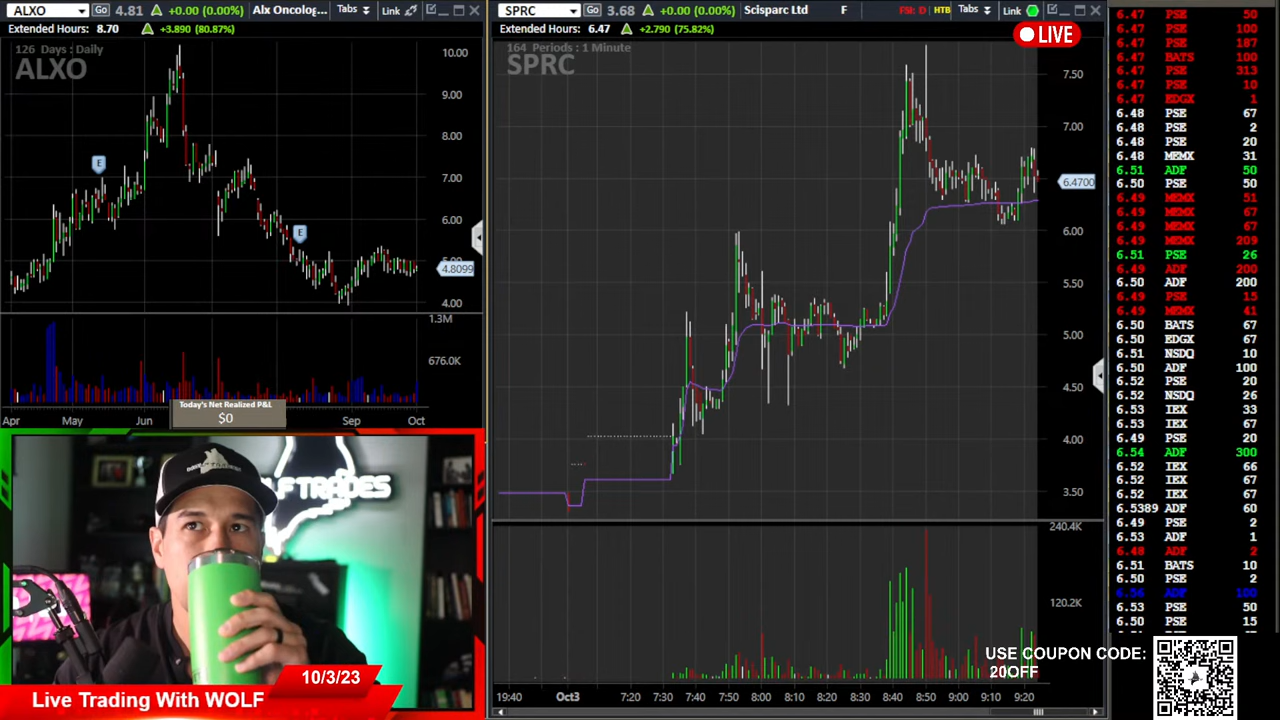 ALXO Go 4.81 +0.00 (0.00%) Alx Oncolog... Tabs Link
Extended Hours: 8.70 +3.890 (80.87%)
126 Days : Daily
ALXO
10.00
9.00
8.00
7.00
6.00
5.00
4.8099
4.00
E
E
1.3M
676.0K
Today's Net Realized P&L
$0
Apr May Jun Sep Oct
SPRC Go 3.68 +0.00 (0.00%) Scisparc Ltd F HTB Tabs Link
Extended Hours: 6.47 +2.790 (75.82%)
LIVE
164 Periods : 1 Minute
SPRC
7.50
7.00
6.4700
6.00
5.50
5.00
4.50
4.00
3.50
240.4K
120.2K
19:40 Oct3 7:20 7:30 7:40 7:50 8:00 8:10 8:20 8:30 8:40 8:50 9:00 9:10 9:20
6.47 PSE 50
6.47 PSE 100
6.47 PSE 187
6.47 BATS 100
6.47 PSE 313
6.47 PSE 10
6.47 EDGX 1
6.48 PSE 67
6.48 PSE 2
6.48 PSE 20
6.48 MEMX 31
6.51 ADF 50
6.50 PSE 50
6.49 MEMX 51
6.49 MEMX 67
6.49 MEMX 67
6.49 MEMX 209
6.51 PSE 26
6.49 ADF 200
6.50 ADF 200
6.49 PSE 15
6.49 MEMX 41
6.50 BATS 67
6.50 EDGX 67
6.51 NSDQ 10
6.50 ADF 100
6.52 PSE 20
6.52 NSDQ 26
6.53 IEX 33
6.53 IEX 67
6.49 PSE 20
6.54 ADF 300
6.52 IEX 66
6.52 IEX 67
6.52 IEX 67
6.5389 ADF 60
6.49 PSE 2
6.53 ADF 1
6.48 ADF 2
6.51 BATS 10
6.50 PSE 2
6.56 ADF 100
6.53 PSE 50
6.50 PSE 15
LF TRADES
10/3/23
Live Trading With WOLF
USE COUPON CODE:
20OFF